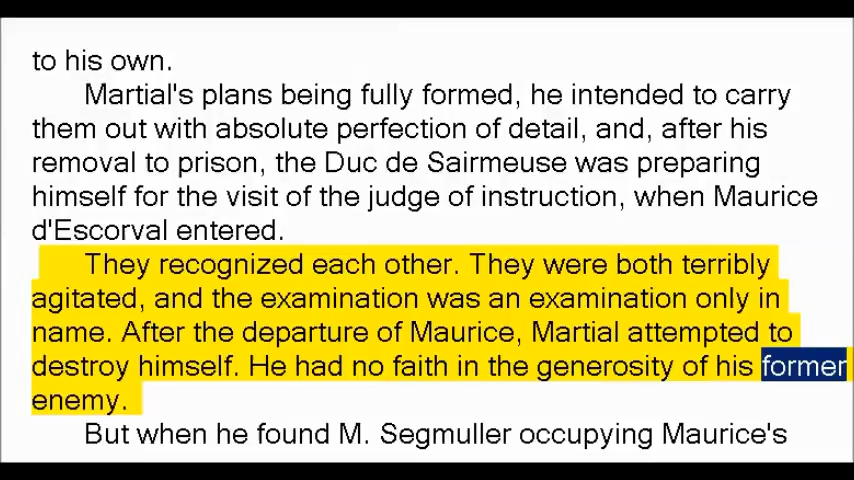 to his own.
Martial's plans being fully formed, he intended to carry
them out with absolute perfection of detail, and, after his
removal to prison, the Duc de Sairmeuse was preparing
himself for the visit of the judge of instruction, when Maurice
d'Escorval entered.
They recognized each other. They were both terribly
agitated, and the examination was an examination only in
name. After the departure of Maurice, Martial attempted to
destroy himself. He had no faith in the generosity of his former
enemy.
But when he found M. Segmuller occupying Maurice's